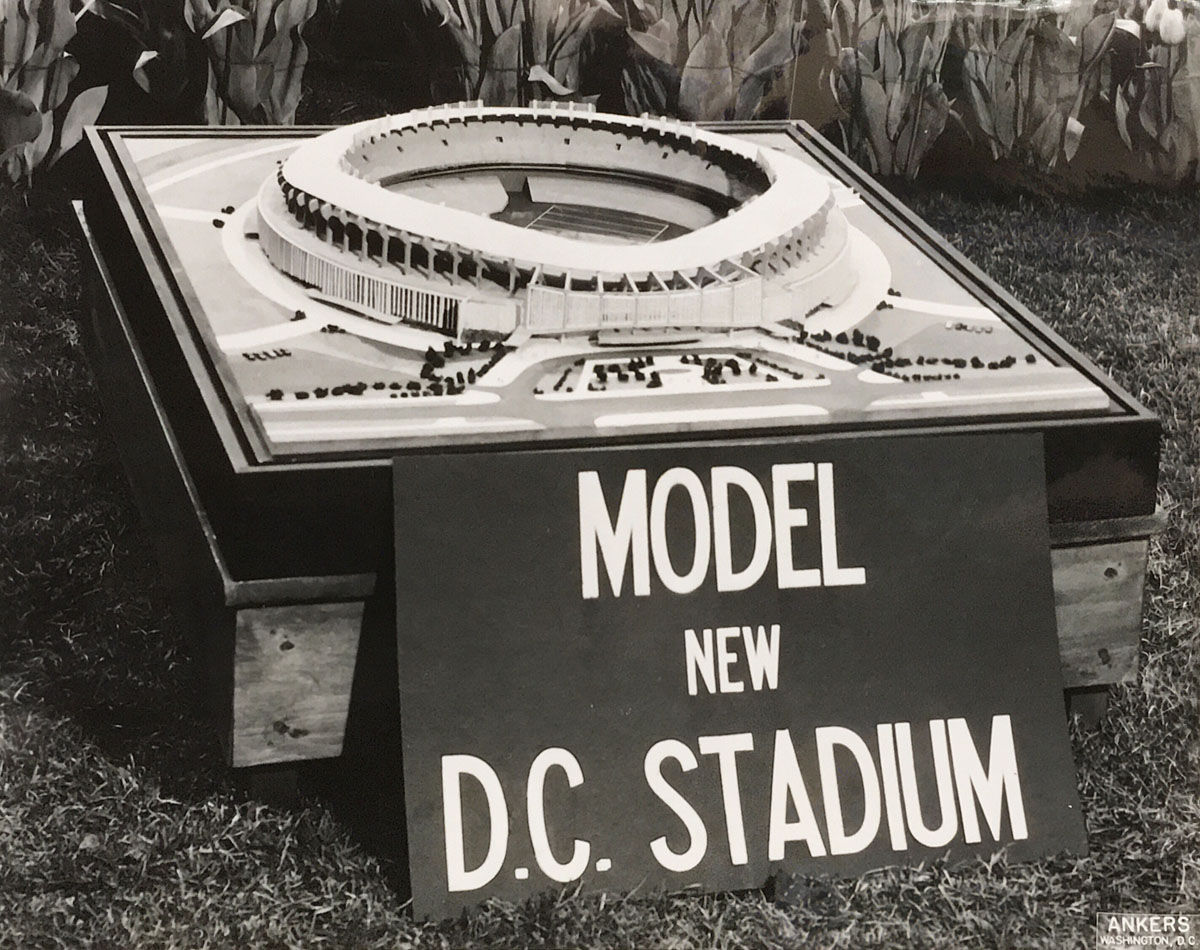 MODEL
NEW
D.C. STADIUM
ANKERS
WASHINGTON, D.C.